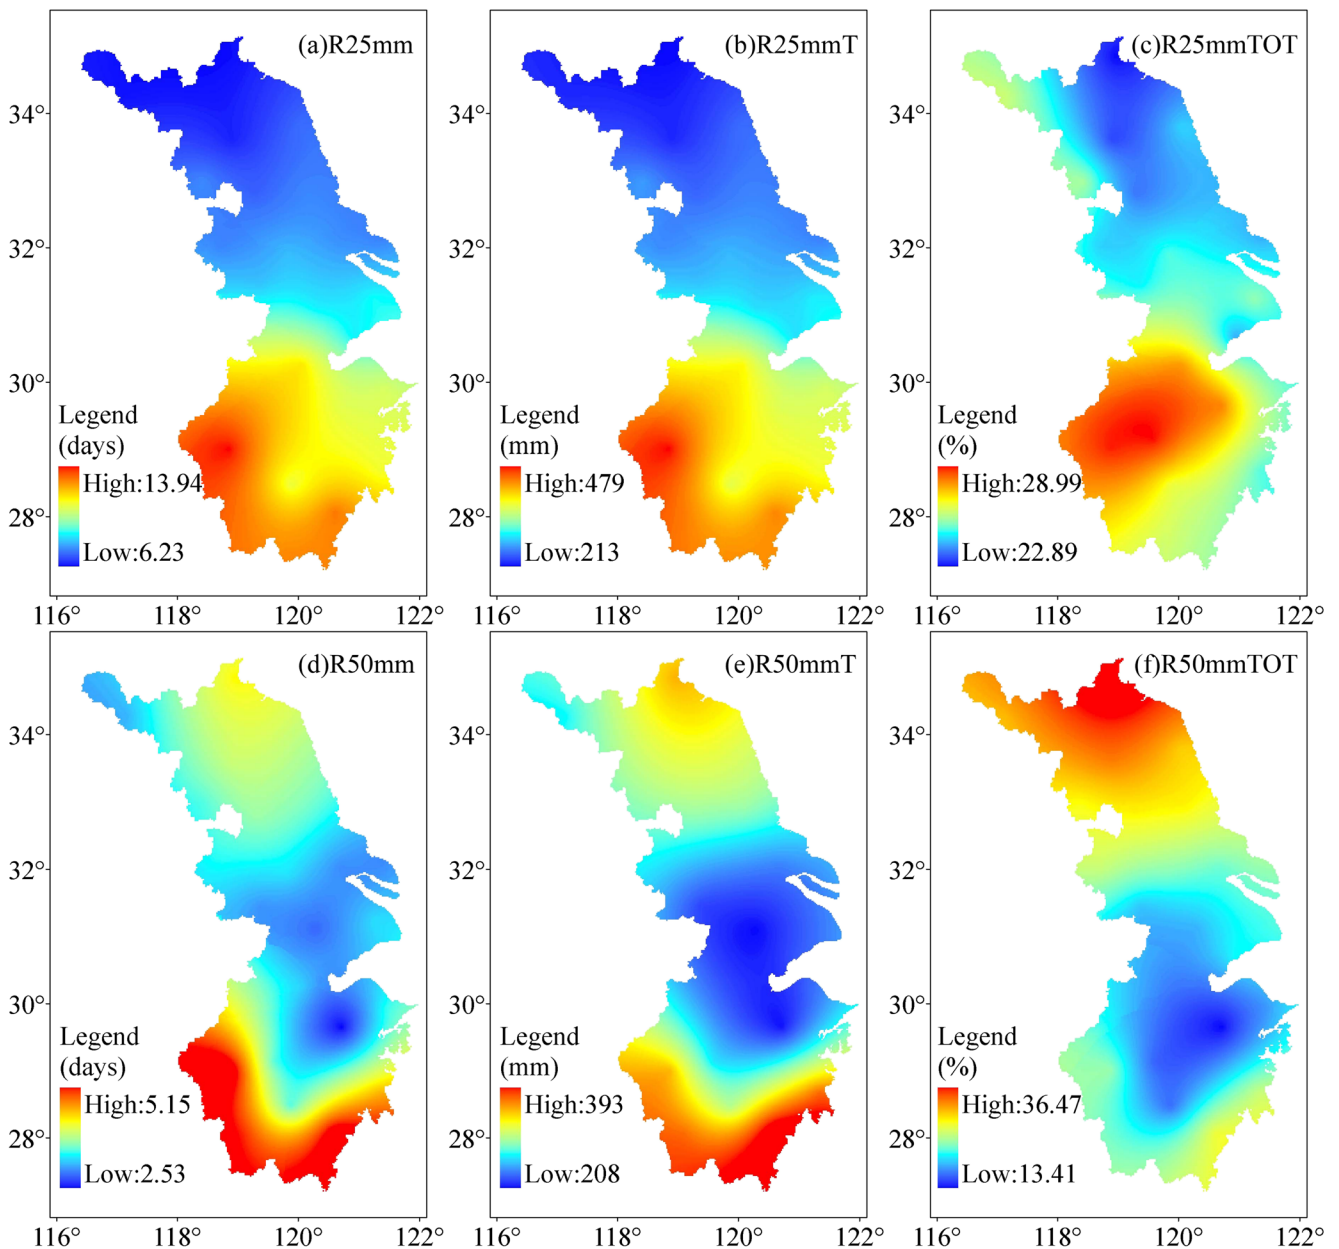 (a)R25mm
34°
32°
30°
28°
Legend
(days)
High:13.94
Low:6.23
116°
118°
120°
122°
(b)R25mmT
34°
32°
30°
28°
Legend
(mm)
High:479
Low:213
116°
118°
120°
122°
(c)R25mmTOT
34°
32°
30°
28°
Legend
(%)
High:28.99
Low:22.89
116°
118°
120°
122°
(d)R50mm
34°
32°
30°
28°
Legend
(days)
High:5.15
Low:2.53
116°
118°
120°
122°
(e)R50mmT
34°
32°
30°
28°
Legend
(mm)
High:393
Low:208
116°
118°
120°
122°
(f)R50mmTOT
34°
32°
30°
28°
Legend
(%)
High:36.47
Low:13.41
116°
118°
120°
122°